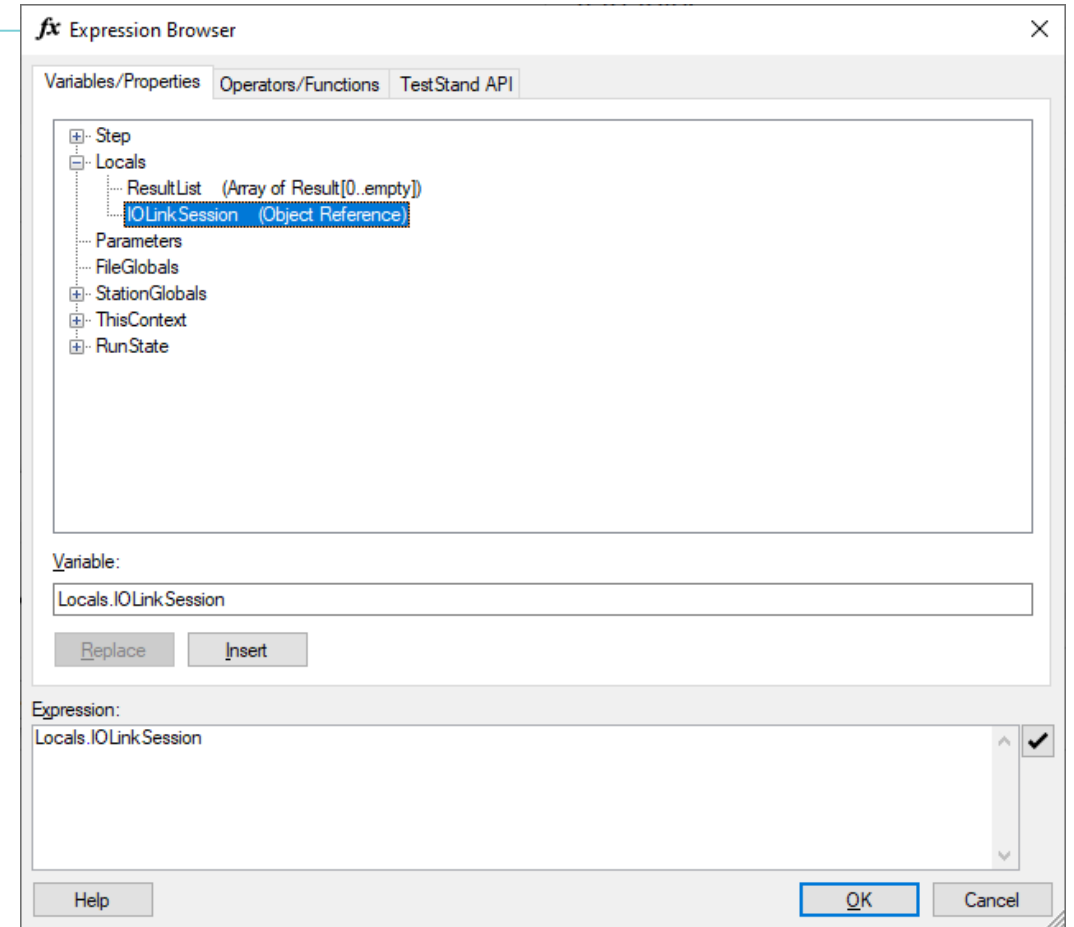 fx Expression Browser
Variables/Properties Operators/Functions TestStand API
Step
Locals
ResultList (Array of Result[0..empty])
IOLinkSession (Object Reference)
Parameters
FileGlobals
StationGlobals
ThisContext
RunState
Variable:
Locals.IOLinkSession
Replace Insert
Expression:
Locals.IOLinkSession
Help OK Cancel